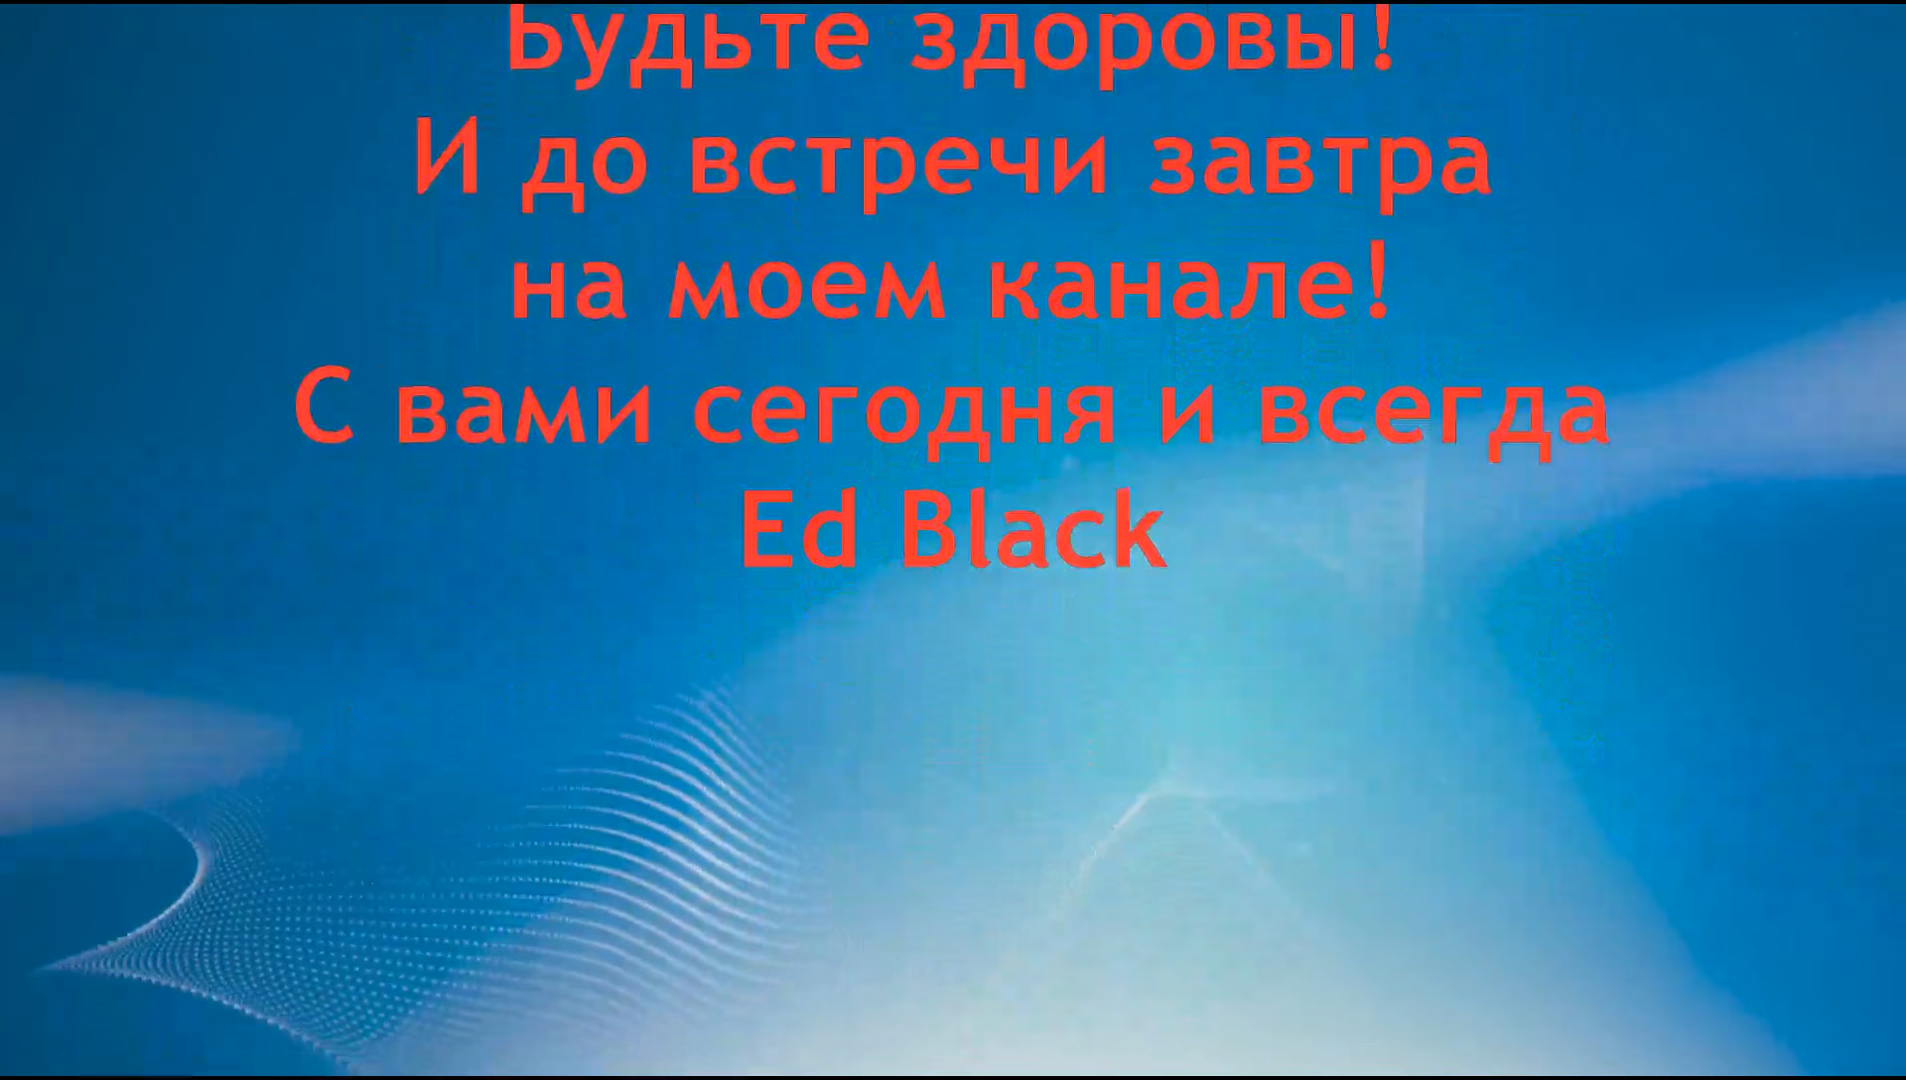 Будьте здоровы!
И до встречи завтра
на моем канале!
С вами сегодня и всегда
Ed Black